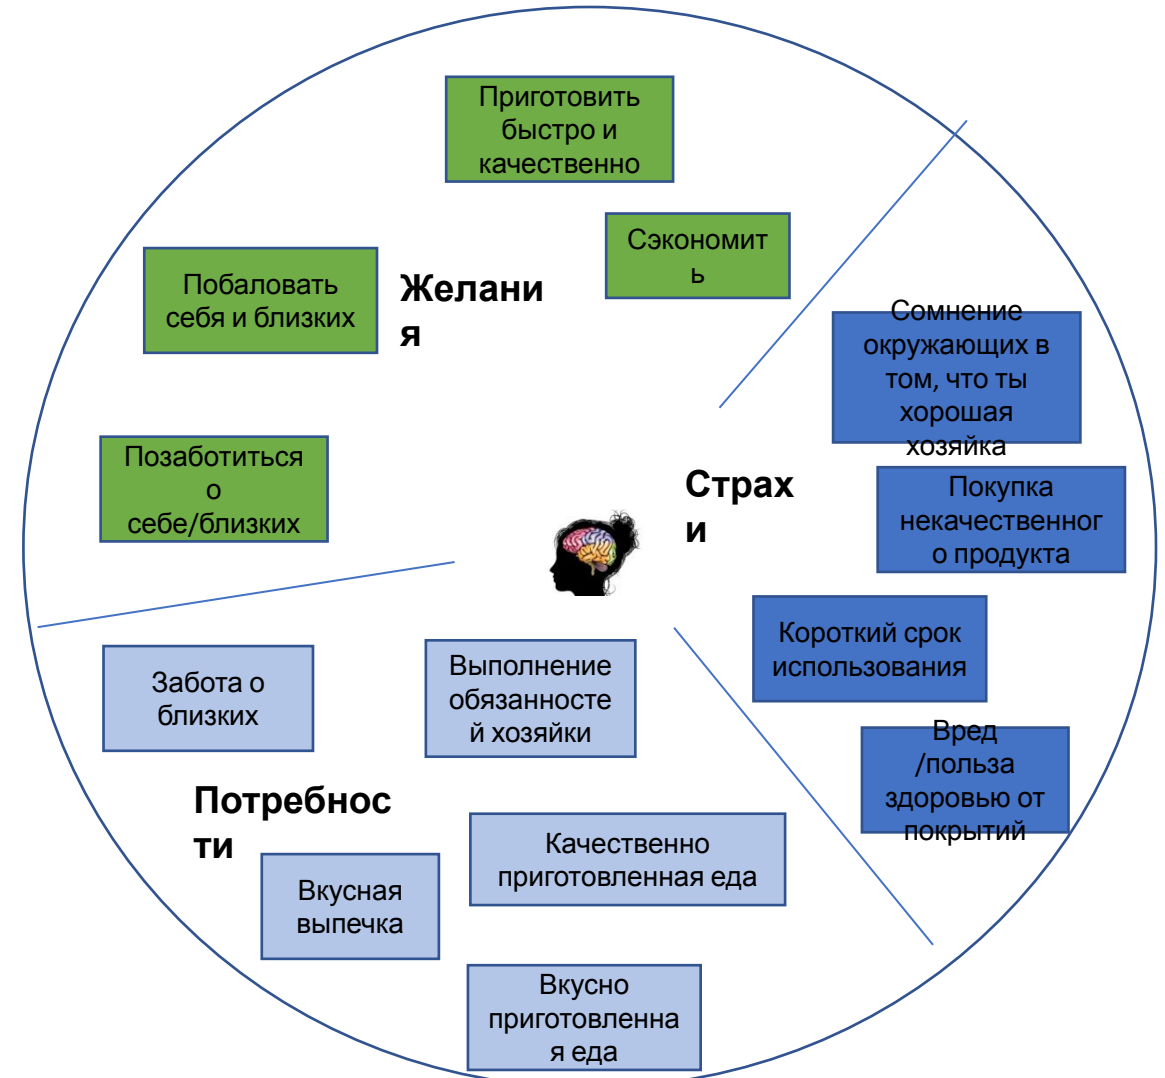 Приготовить
быстро и
качественно
Сэкономит
ь
Побаловать
себя и близких
Желани
я
Позаботиться
о
себе/близких
Сомнение
окружающих в
том, что ты
хорошая
хозяйка
Страх
и
Покупка
некачественног
о продукта
Короткий срок
использования
Вред
/польза
здоровью от
покрытий
Забота о
близких
Выполнение
обязанносте
й хозяйки
Потребнос
ти
Качественно
приготовленная еда
Вкусная
выпечка
Вкусно
приготовленна
я еда